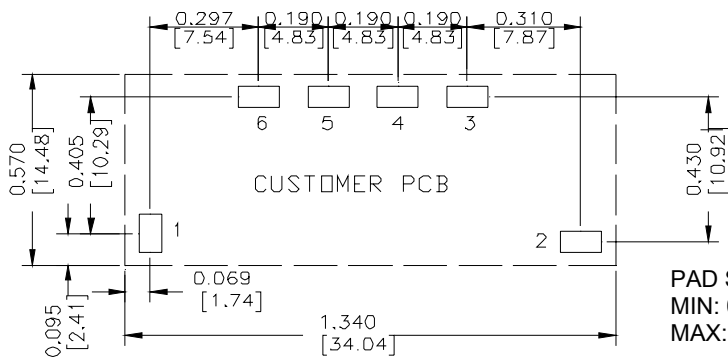 0.297 0.190 0.190 0.190 0.310
[7.54] [4.83] [4.83] [4.83] [7.87]
6 5 4 3
0.570
[14.48]
0.405
[10.29]
0.430
[10.92]
CUSTOMER PCB
1
2
0.069
[1.74]
0.095
[2.41]
1.340
[34.04]
PAD
MIN:
MAX: